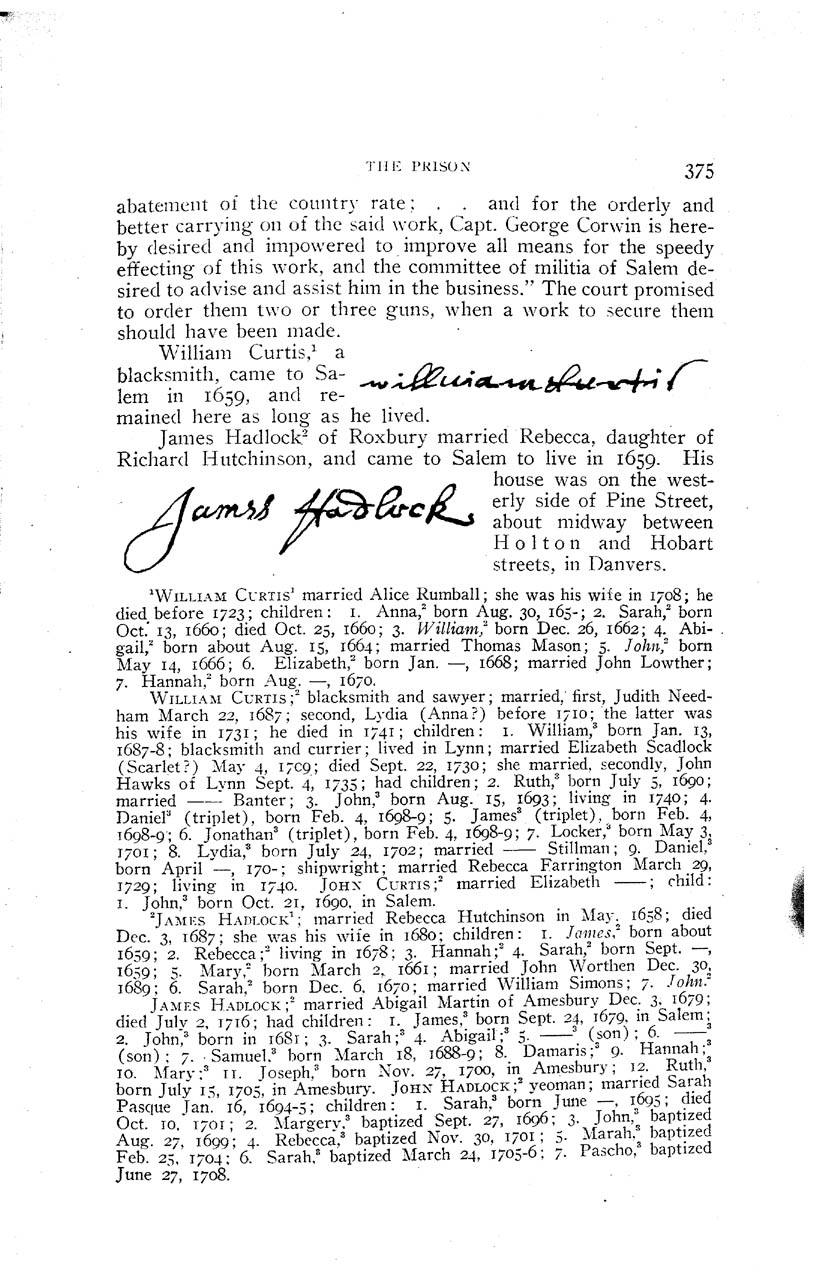 THE PRISON 375
abatement of the country rate; . . and for the orderly and
better carrying on of the said work, Capt. George Corwin is here-
by desired and impowered to improve all means for the speedy
effecting of this work, and the committee of militia of Salem de-
sired to advise and assist him in the business.” The court promised
to order them two or three guns, when a work to secure them
should have been made.
William Curtis,¹ a
blacksmith, came to Sa-
lem in 1659, and re-
mained here as long as he lived.
william Curtis
James Hadlock² of Roxbury married Rebecca, daughter of
Richard Hutchinson, and came to Salem to live in 1659. His
house was on the west-
erly side of Pine Street,
about midway between
Holton and Hobart
streets, in Danvers.
James Hadlock
¹WILLIAM CURTIS¹ married Alice Rumball; she was his wife in 1708; he
died before 1723; children: 1. Anna,² born Aug. 30, 165-; 2. Sarah,² born
Oct. 13, 1660; died Oct. 25, 1660; 3. William,² born Dec. 26, 1662; 4. Abi-
gail,² born about Aug. 15, 1664; married Thomas Mason; 5. John,² born
May 14, 1666; 6. Elizabeth,² born Jan. —, 1668; married John Lowther;
7. Hannah,² born Aug. —, 1670.
WILLIAM CURTIS;² blacksmith and sawyer; married, first, Judith Need-
ham March 22, 1687; second, Lydia (Anna?) before 1710; the latter was
his wife in 1731; he died in 1741; children: 1. William,³ born Jan. 13,
1687-8; blacksmith and currier; lived in Lynn; married Elizabeth Scadlock
(Scarlet?) May 4, 1709; died Sept. 22, 1730; she married, secondly, John
Hawks of Lynn Sept. 4, 1735; had children; 2. Ruth,³ born July 5, 1690;
married —— Banter; 3. John,³ born Aug. 15, 1693; living in 1740; 4.
Daniel³ (triplet), born Feb. 4, 1698-9; 5. James³ (triplet), born Feb. 4,
1698-9; 6. Jonathan³ (triplet), born Feb. 4, 1698-9; 7. Locker,³ born May 3,
1701; 8. Lydia,³ born July 24, 1702; married —— Stillman; 9. Daniel,³
born April —, 170-; shipwright; married Rebecca Farrington March 29,
1729; living in 1740. JOHN CURTIS;² married Elizabeth ——; child:
1. John,³ born Oct. 21, 1690, in Salem.
²JAMES HADLOCK¹; married Rebecca Hutchinson in May, 1658; died
Dec. 3, 1687; she was his wife in 1680; children: 1. James,² born about
1659; 2. Rebecca;² living in 1678; 3. Hannah;² 4. Sarah,² born Sept. —,
1659; 5. Mary,² born March 2, 1661; married John Worthen Dec. 30,
1689; 6. Sarah,² born Dec. 6, 1670; married William Simons; 7. John.²
JAMES HADLOCK;² married Abigail Martin of Amesbury Dec. 3, 1679;
died July 2, 1716; had children: 1. James,³ born Sept. 24, 1679, in Salem;
2. John,³ born in 1681; 3. Sarah;³ 4. Abigail;³ 5. ——³ (son); 6. ——³
(son); 7. Samuel,³ born March 18, 1688-9; 8. Damaris;³ 9. Hannah;³
10. Mary;³ 11. Joseph,³ born Nov. 27, 1700, in Amesbury; 12. Ruth,³
born July 15, 1705, in Amesbury. JOHN HADLOCK;² yeoman; married Sarah
Pasque Jan. 16, 1694-5; children: 1. Sarah,³ born June —, 1695; died
Oct. 10, 1701; 2. Margery,³ baptized Sept. 27, 1696; 3. John,³ baptized
Aug. 27, 1699; 4. Rebecca,³ baptized Nov. 30, 1701; 5. Marah,³ baptized
Feb. 25, 1704; 6. Sarah,³ baptized March 24, 1705-6; 7. Pascho,³ baptized
June 27, 1708.